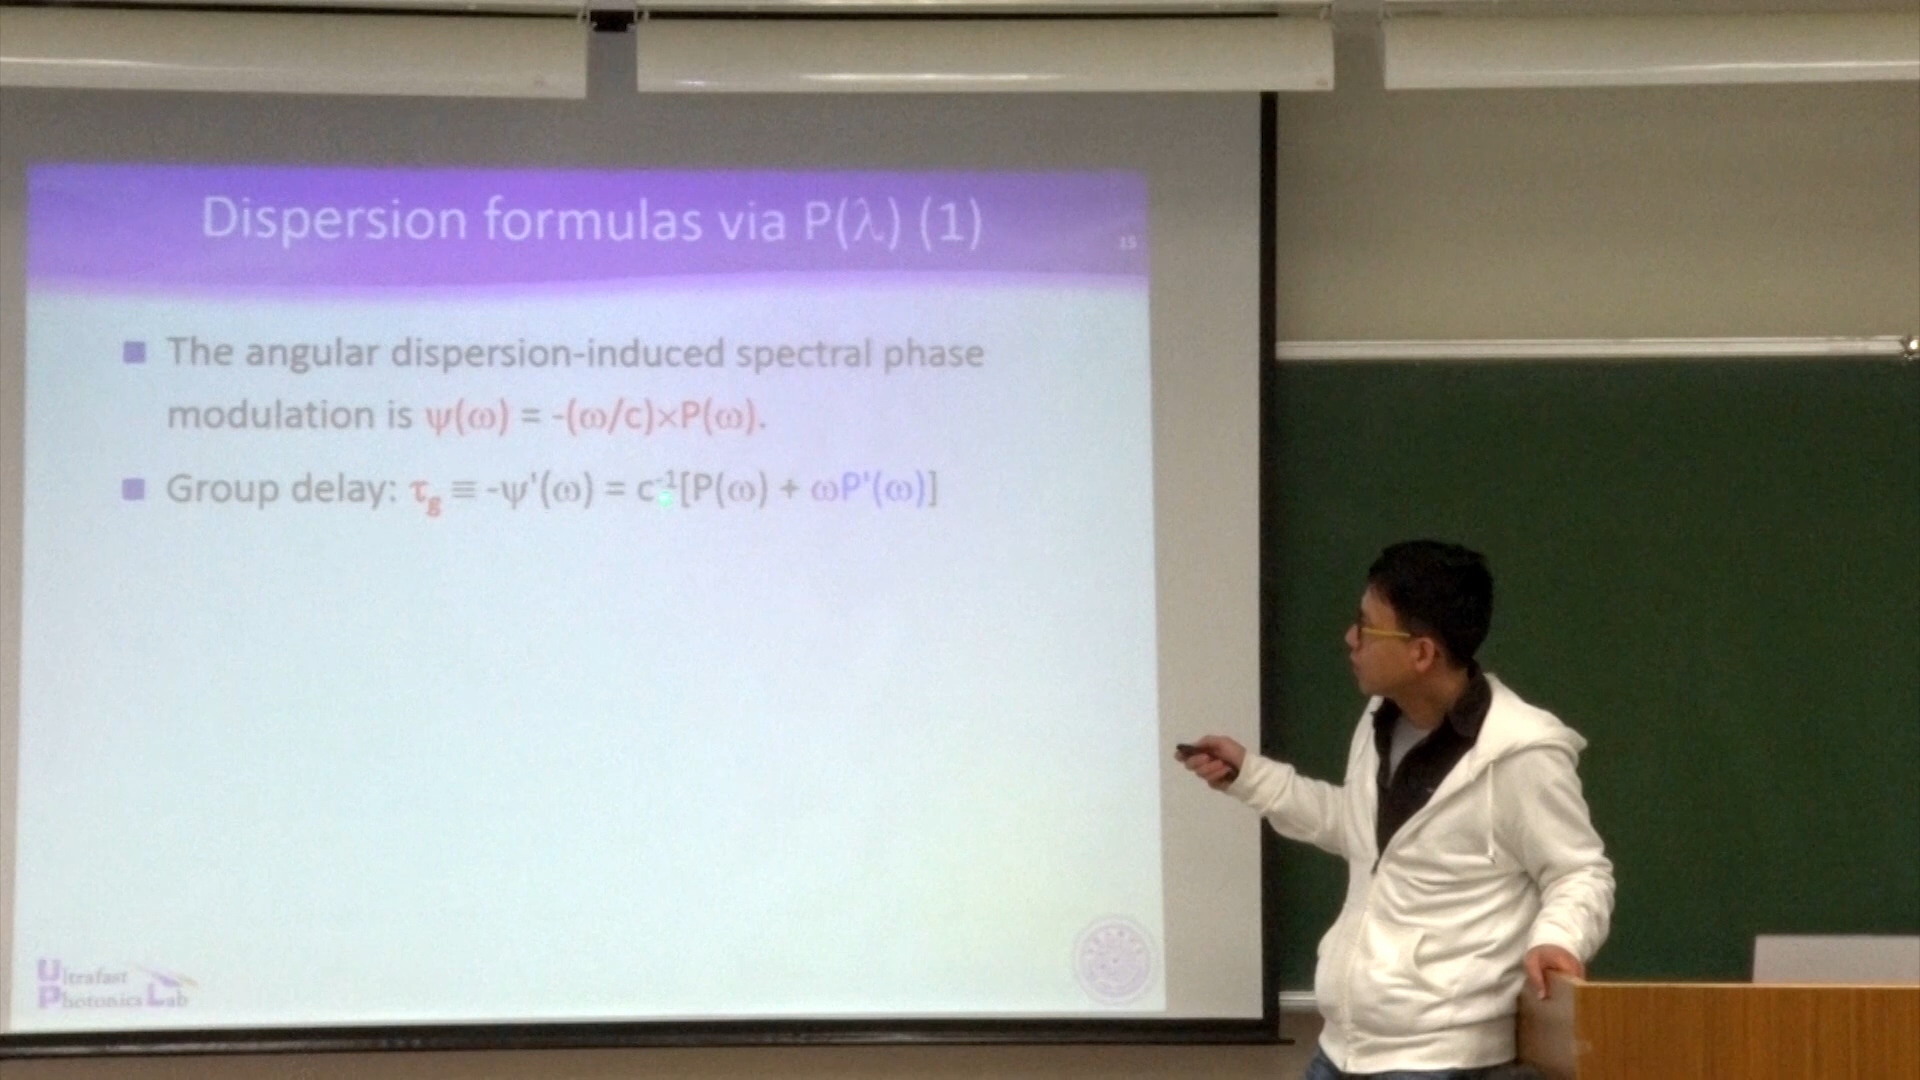 Dispersion formulas via P(λ) (1)
15
The angular dispersion-induced spectral phase
modulation is ψ(ω) = -(ω/c)×P(ω).
Group delay: τg ≡ -ψ'(ω) = c⁻¹[P(ω) + ωP'(ω)]
Ultrafast
Photonics Lab